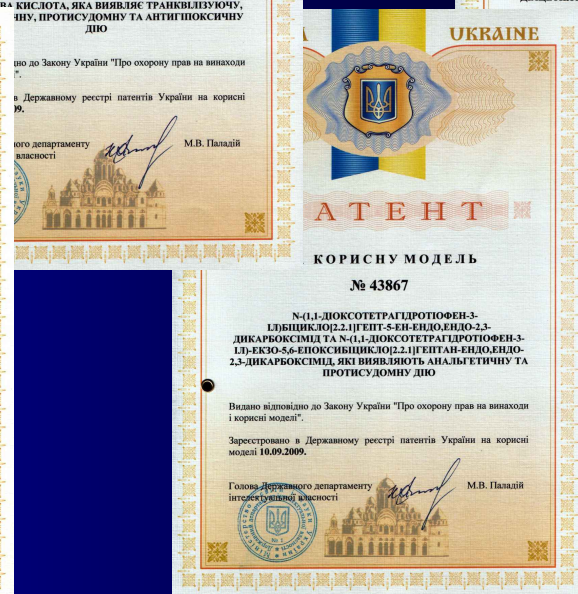 ВА КИСЛОТА, ЯКА ВИЯВЛЯЄ ТРАНКВІЛІЗУЮЧУ,
ЧНУ, ПРОТИСУДОМНУ ТА АНТИГІПОКСИЧНУ
ДІЮ
до Закону України "Про охорону прав на винаходи
в Державному реєстрі патентів України на корисні
09.
департаменту
власності
М.В. Паладій
UKRAINE
АТЕНТ
КОРИСНУ МОДЕЛЬ
№ 43867
N-(1,1-ДІОКСОТЕТРАГІДРОТІОФЕН-3-
ІЛ)БІЦИКЛО[2.2.1]ГЕПТ-5-ЕН-ЕНДО,ЕНДО-2,3-
ДИКАРБОКСІМІД ТА N-(1,1-ДІОКСОТЕТРАГІДРОТІОФЕН-3-
ІЛ)-ЕКЗО-5,6-ЕПОКСИБІЦИКЛО[2.2.1]ГЕПТАН-ЕНДО,ЕНДО-
2,3-ДИКАРБОКСІМІД, ЯКІ ВИЯВЛЯЮТЬ АНАЛЬГЕТИЧНУ ТА
ПРОТИСУДОМНУ ДІЮ
Видано відповідно до Закону України "Про охорону прав на винаходи
і корисні моделі".
Зареєстровано в Державному реєстрі патентів України на корисні
моделі 10.09.2009.
Голова Державного департаменту
інтелектуальної власності
М.В. Паладій